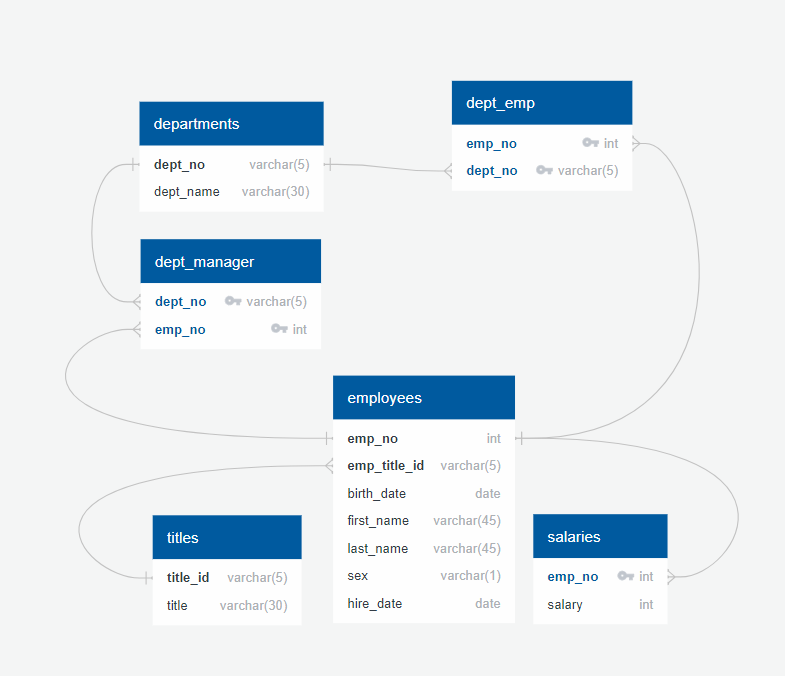 departments
dept_no varchar(5)
dept_name varchar(30)
dept_emp
emp_no int
dept_no varchar(5)
dept_manager
dept_no varchar(5)
emp_no int
employees
emp_no int
emp_title_id varchar(5)
birth_date date
first_name varchar(45)
last_name varchar(45)
sex varchar(1)
hire_date date
titles
title_id varchar(5)
title varchar(30)
salaries
emp_no int
salary int